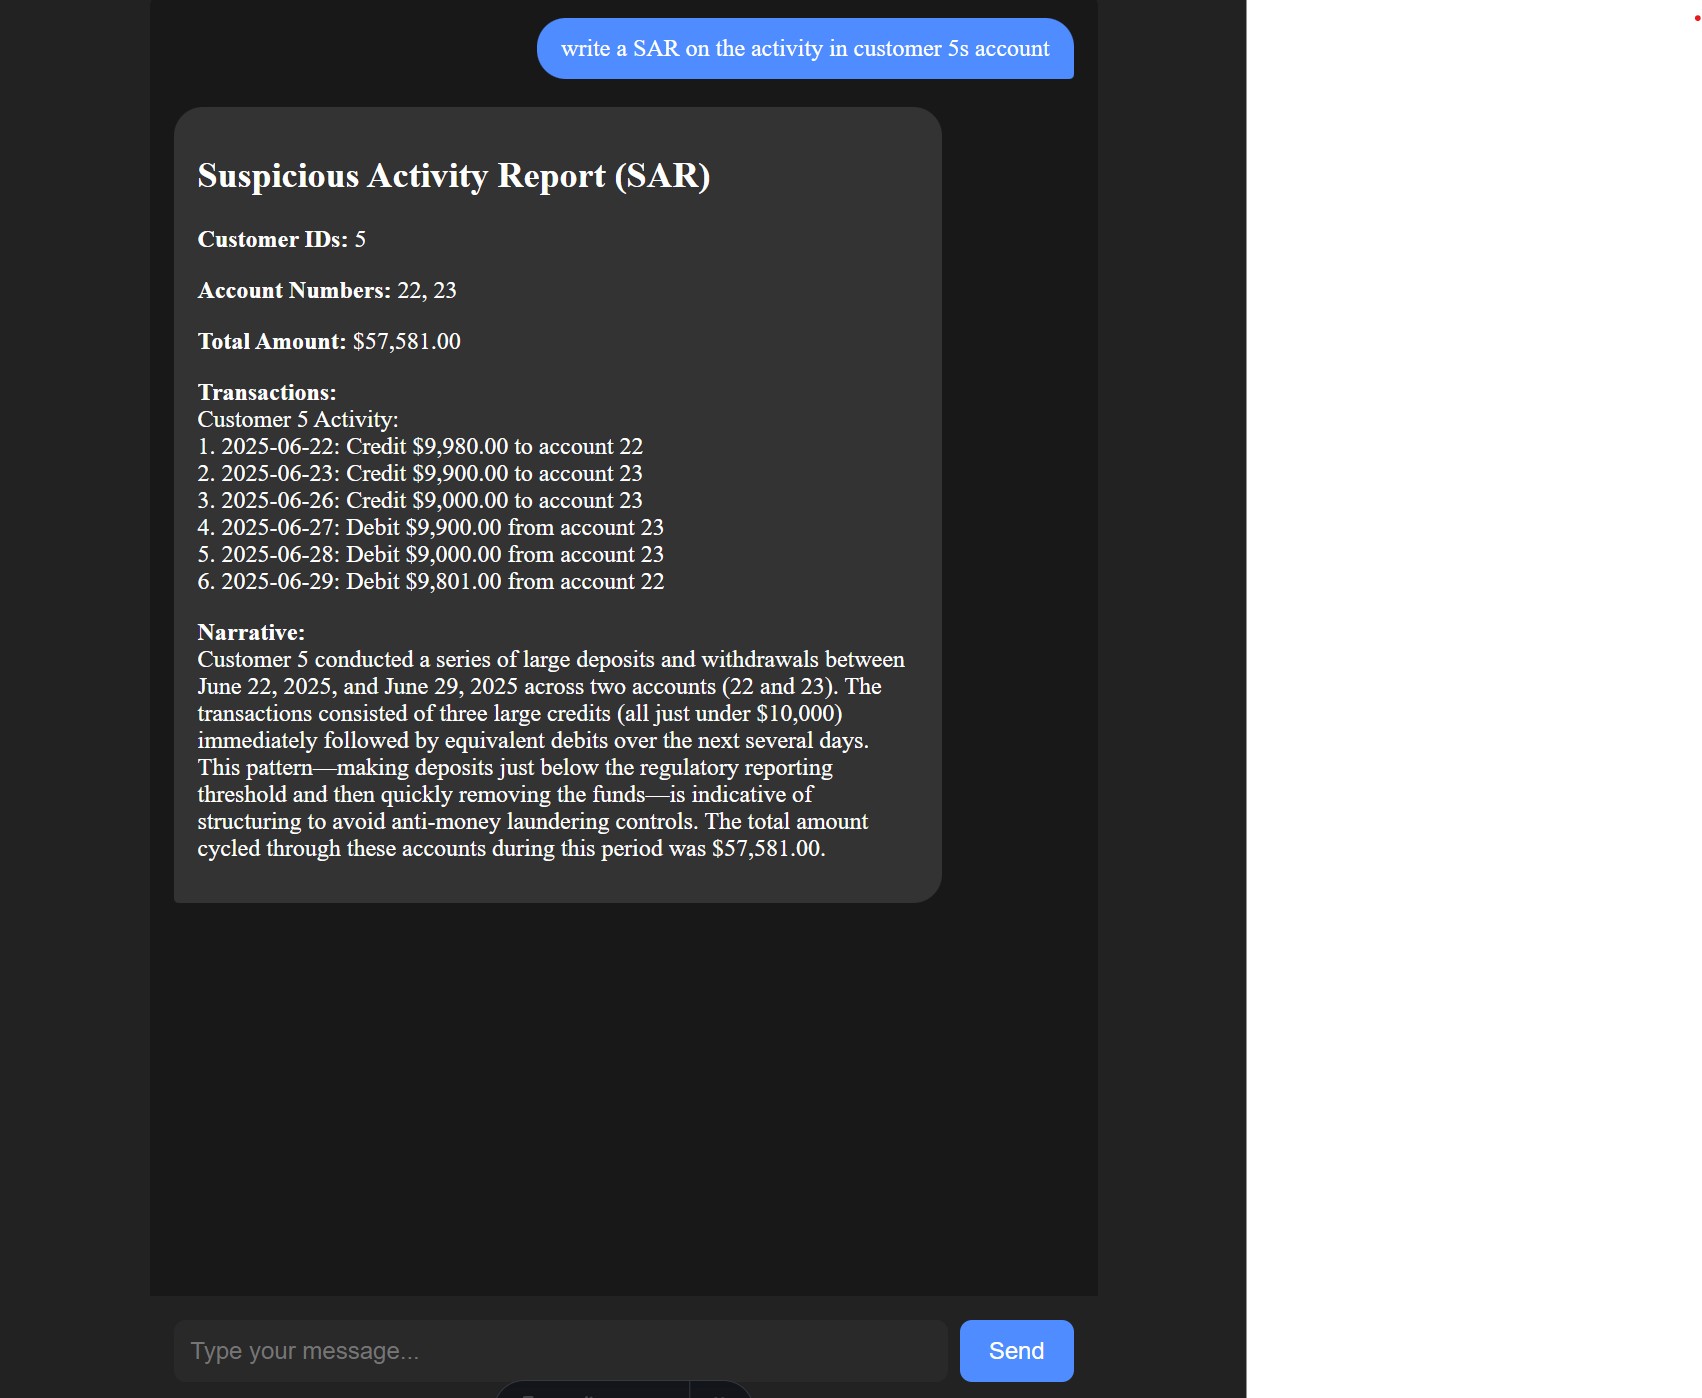 write a SAR on the activity in customer 5s account
Suspicious Activity Report (SAR)
Customer IDs: 5
Account Numbers: 22, 23
Total Amount: $57,581.00
Transactions:
Customer 5 Activity:
1. 2025-06-22: Credit $9,980.00 to account 22
2. 2025-06-23: Credit $9,900.00 to account 23
3. 2025-06-26: Credit $9,000.00 to account 23
4. 2025-06-27: Debit $9,900.00 from account 23
5. 2025-06-28: Debit $9,000.00 from account 23
6. 2025-06-29: Debit $9,801.00 from account 22
Narrative:
Customer 5 conducted a series of large deposits and withdrawals between
June 22, 2025, and June 29, 2025 across two accounts (22 and 23). The
transactions consisted of three large credits (all just under $10,000)
immediately followed by equivalent debits over the next several days.
This pattern—making deposits just below the regulatory reporting
threshold and then quickly removing the funds—is indicative of
structuring to avoid anti-money laundering controls. The total amount
cycled through these accounts during this period was $57,581.00.
Type your message...
Send